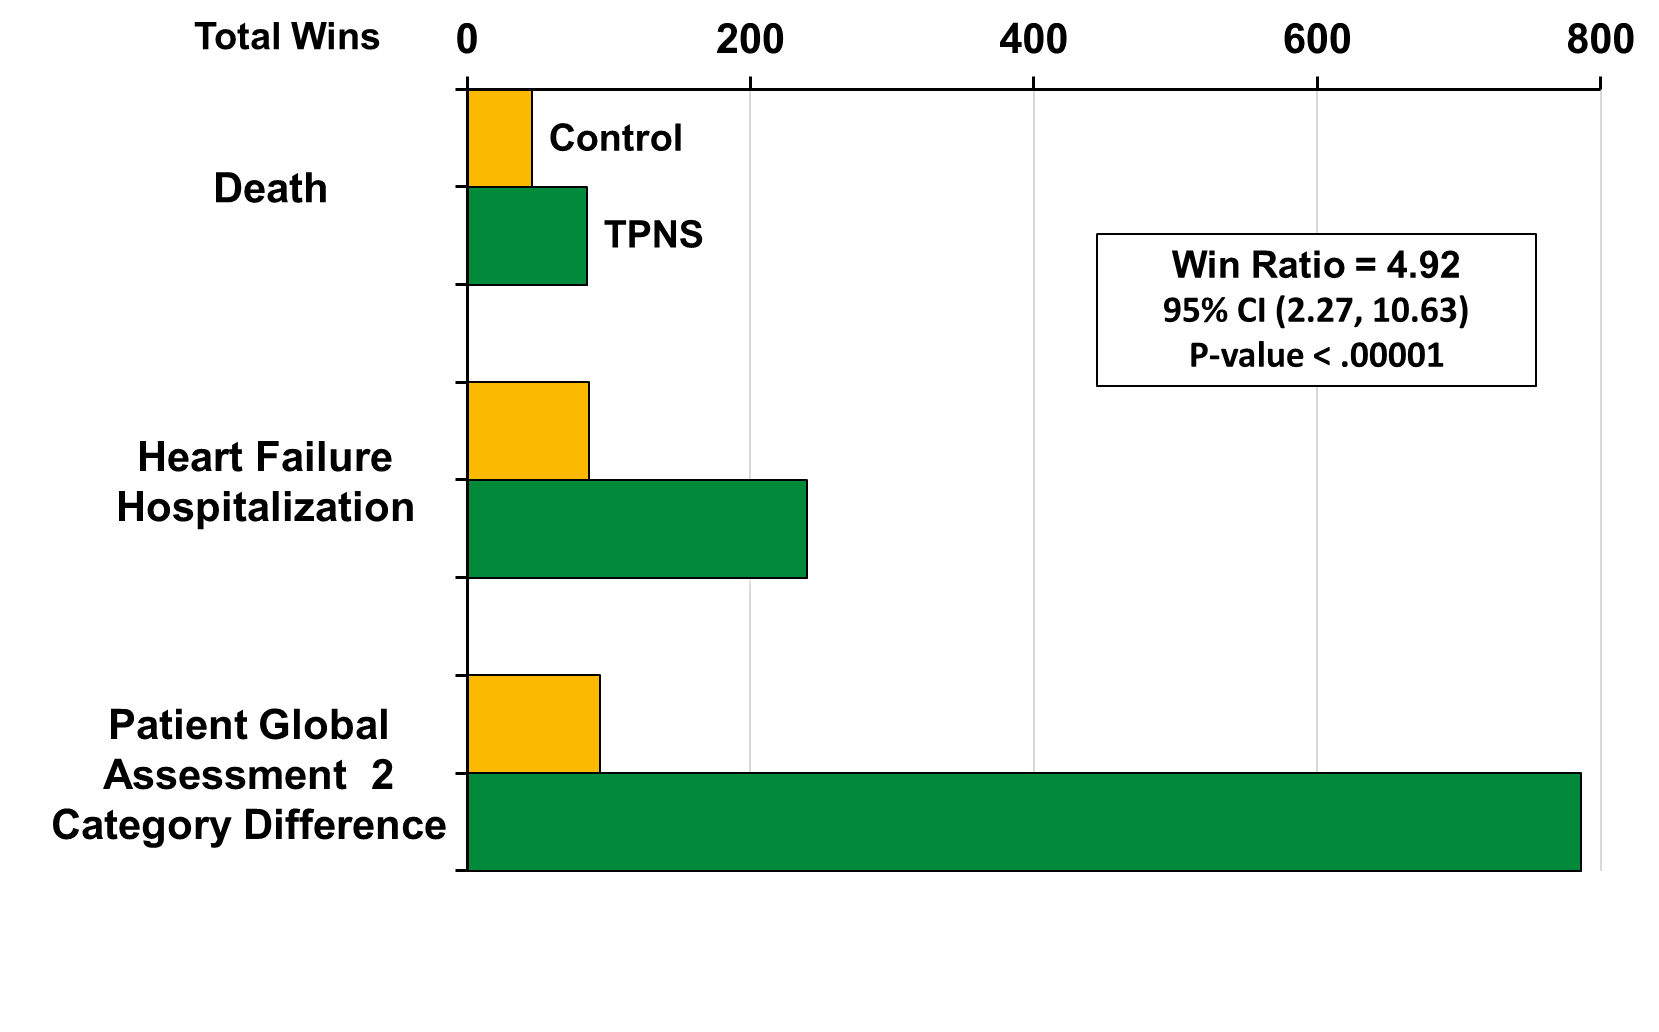 Total Wins 0 200 400 600 800
Control
Death
TPNS
Win Ratio = 4.92
95% CI (2.27, 10.63)
P-value < .00001
Heart Failure
Hospitalization
Patient Global
Assessment  2
Category Difference